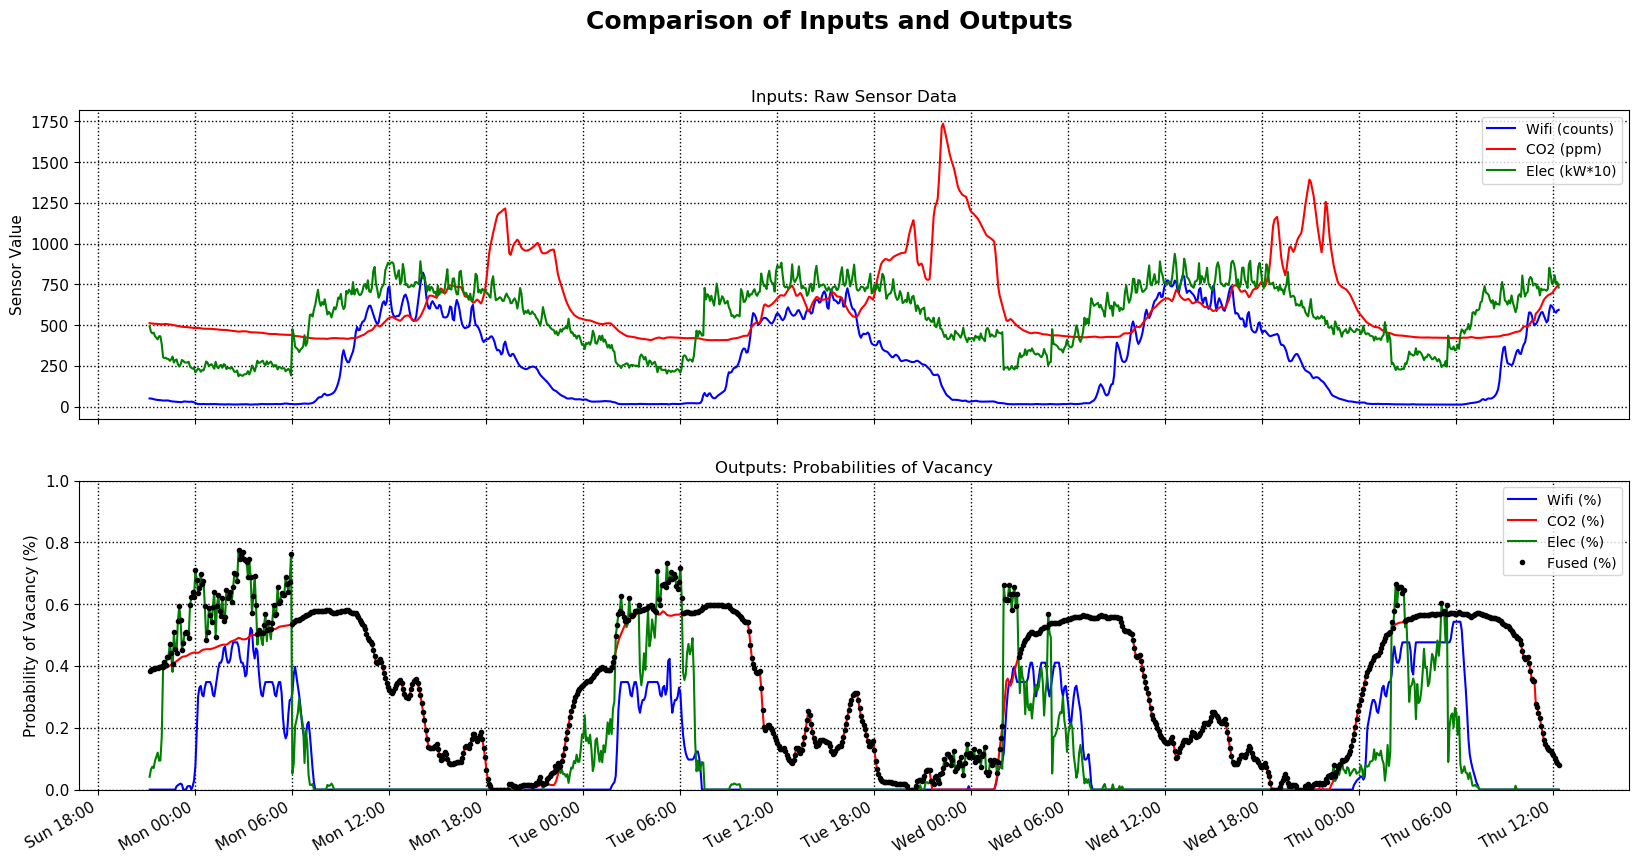 Comparison of Inputs and Outputs
Inputs: Raw Sensor Data
Sensor Value
1750
1500
1250
1000
750
500
250
0
Wifi (counts)
CO2 (ppm)
Elec (kW*10)
Outputs: Probabilities of Vacancy
Probability of Vacancy (%)
1.0
0.8
0.6
0.4
0.2
0.0
Wifi (%)
CO2 (%)
Elec (%)
Fused (%)
Sun 18:00
Mon 00:00
Mon 06:00
Mon 12:00
Mon 18:00
Tue 00:00
Tue 06:00
Tue 12:00
Tue 18:00
Wed 00:00
Wed 06:00
Wed 12:00
Wed 18:00
Thu 00:00
Thu 06:00
Thu 12:00